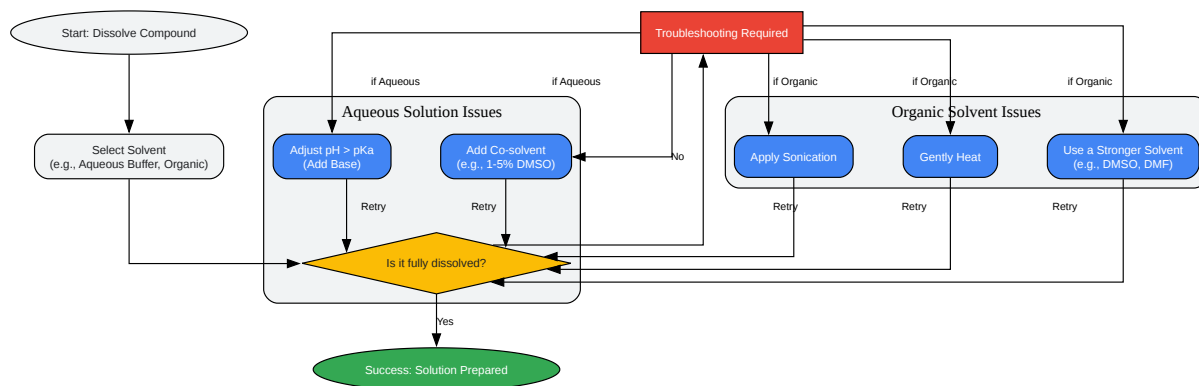 Start: Dissolve Compound
Troubleshooting Required
if Aqueous
if Aqueous
if Organic
if Organic
if Organic
Aqueous Solution Issues
Organic Solvent Issues
Select Solvent
(e.g., Aqueous Buffer, Organic)
Adjust pH > pKa
(Add Base)
Add Co-solvent
(e.g., 1-5% DMSO)
No
Apply Sonication
Gently Heat
Use a Stronger Solvent
(e.g., DMSO, DMF)
Retry
Retry
Retry
Retry
Retry
Is it fully dissolved?
Yes
Success: Solution Prepared